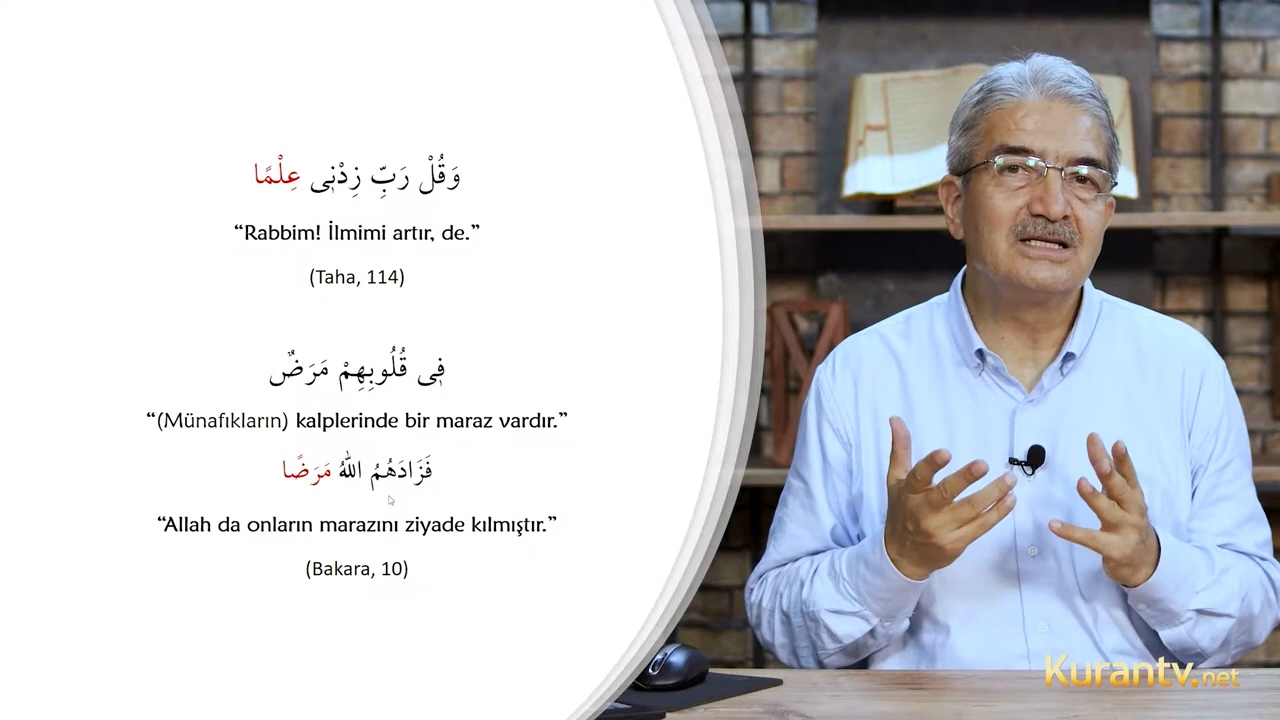 وَقُلْ رَبِّ زِدْنٖى عِلْمًا
“Rabbim! İlmimi artır, de.”
(Taha, 114)
فٖى قُلُوبِهِمْ مَرَضٌ
“(Münafıkların) kalplerinde bir maraz vardır.”
فَزَادَهُمُ اللّٰهُ مَرَضًا
“Allah da onların marazını ziyade kılmıştır.”
(Bakara, 10)
Kurantv.net